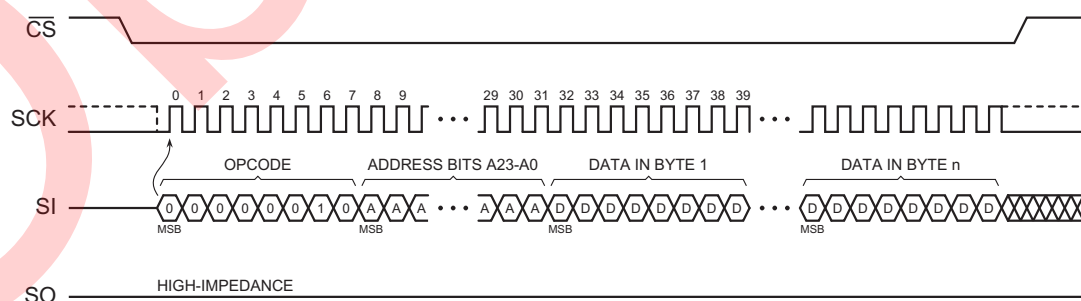 CS
0 1 2 3 4 5 6 7 8 9 29 30 31 32 33 34 35 36 37 38 39
SCK
OPCODE ADDRESS BITS A23-A0 DATA IN BYTE 1 DATA IN BYTE n
SI 0 0 0 0 0 0 1 0 A A A A A A D D D D D D D D D D D D D D D D
MSB MSB MSB MSB
HIGH-IMPEDANCE
SO